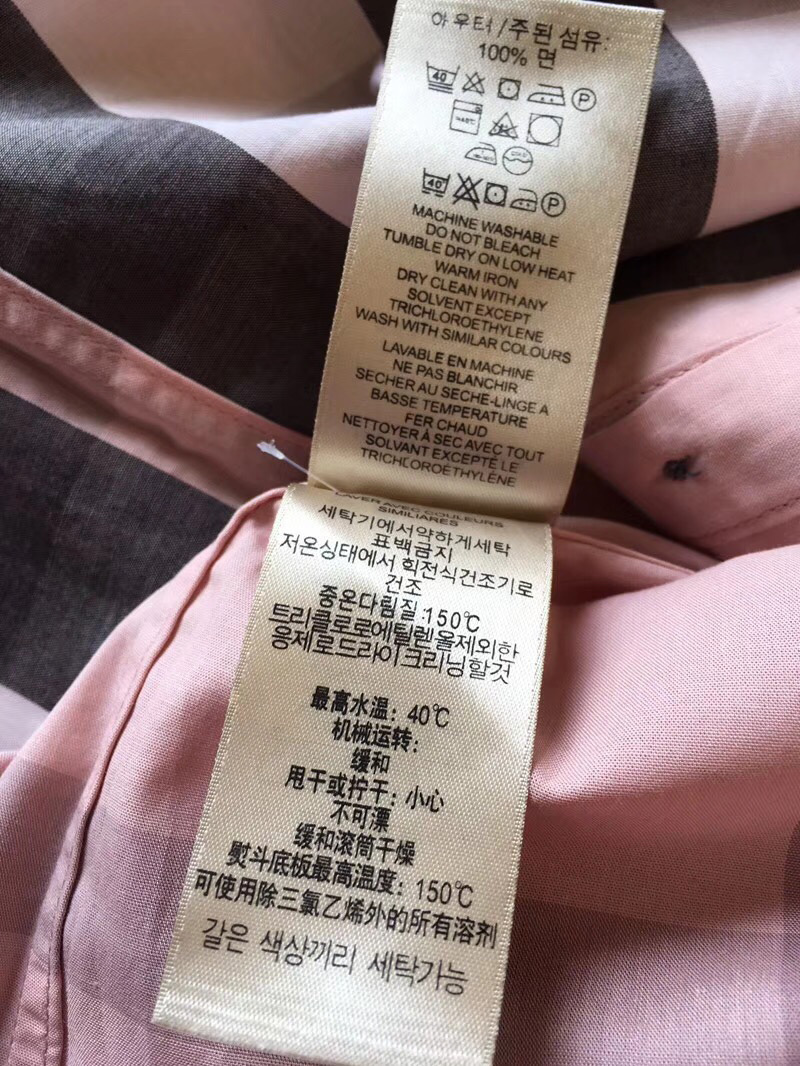 아우터/주된 섬유:
100% 면
40 P
40 P
MACHINE WASHABLE
DO NOT BLEACH
TUMBLE DRY ON LOW HEAT
WARM IRON
DRY CLEAN WITH ANY
SOLVENT EXCEPT
TRICHLOROETHYLENE
WASH WITH SIMILAR COLOURS
LAVABLE EN MACHINE
NE PAS BLANCHIR
SECHER AU SECHE-LINGE A
BASSE TEMPERATURE
FER CHAUD
NETTOYER À SEC AVEC TOUT
SOLVANT EXCEPTÉ LE
TRICHLOROETHYLÈNE
LAVER AVEC COULEURS
SIMILIARES
세탁기에서약하게세탁
표백금지
저온상태에서 회전식건조기로
건조
중온다림질:150℃
트리클로로에틸렌을제외한
용제로드라이크리닝할것
最高水温: 40℃
机械运转:
缓和
甩干或拧干: 小心
不可漂
缓和滚筒干燥
熨斗底板最高温度: 150℃
可使用除三氯乙烯外的所有溶剂
갈은 색상끼리 세탁가능